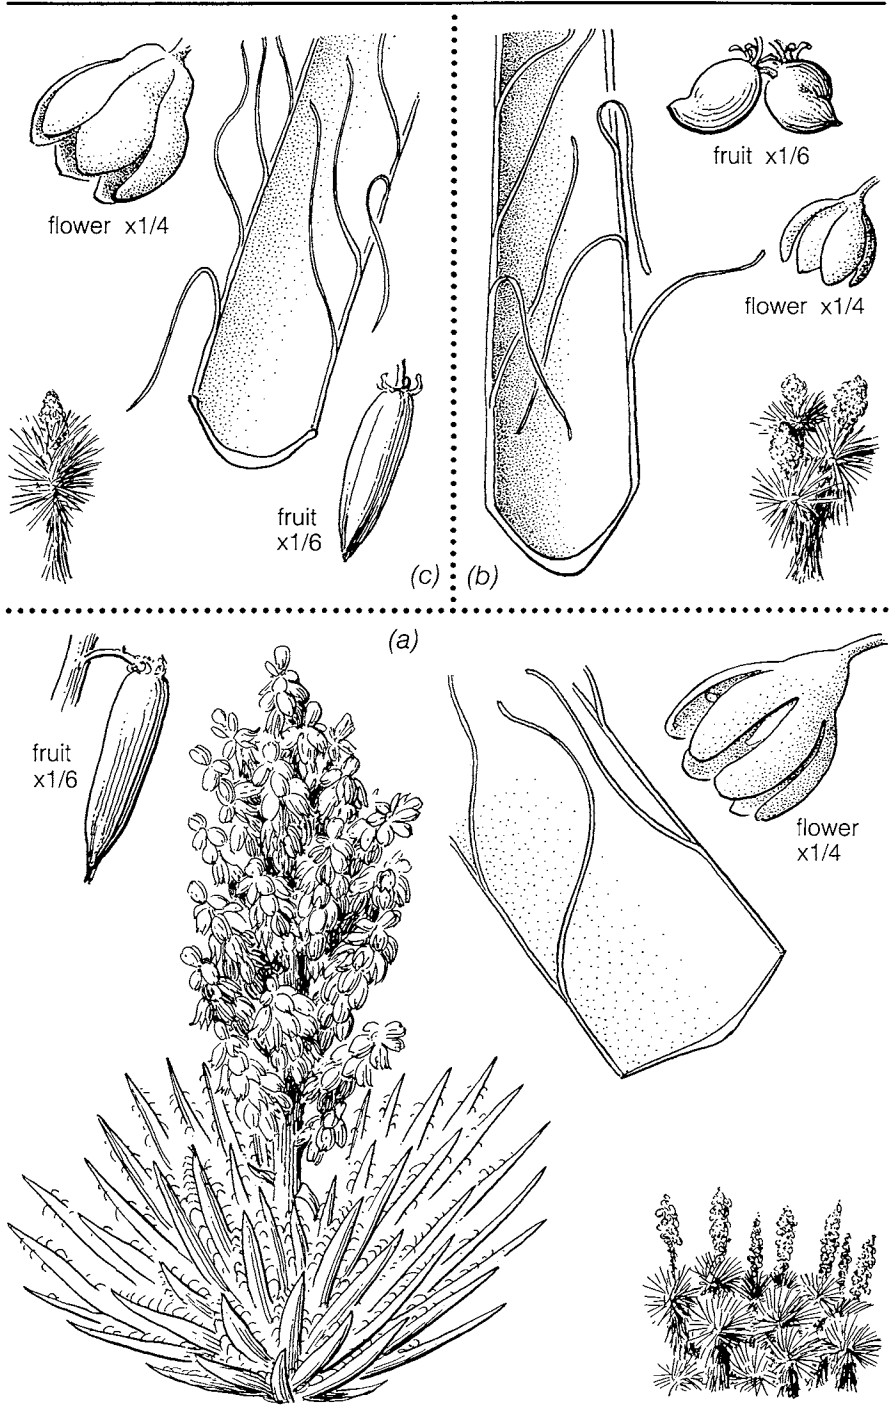 fruit x1/6
flower x1/4
flower x1/4
fruit
x1/6
(c)
(b)
(a)
fruit
x1/6
flower
x1/4